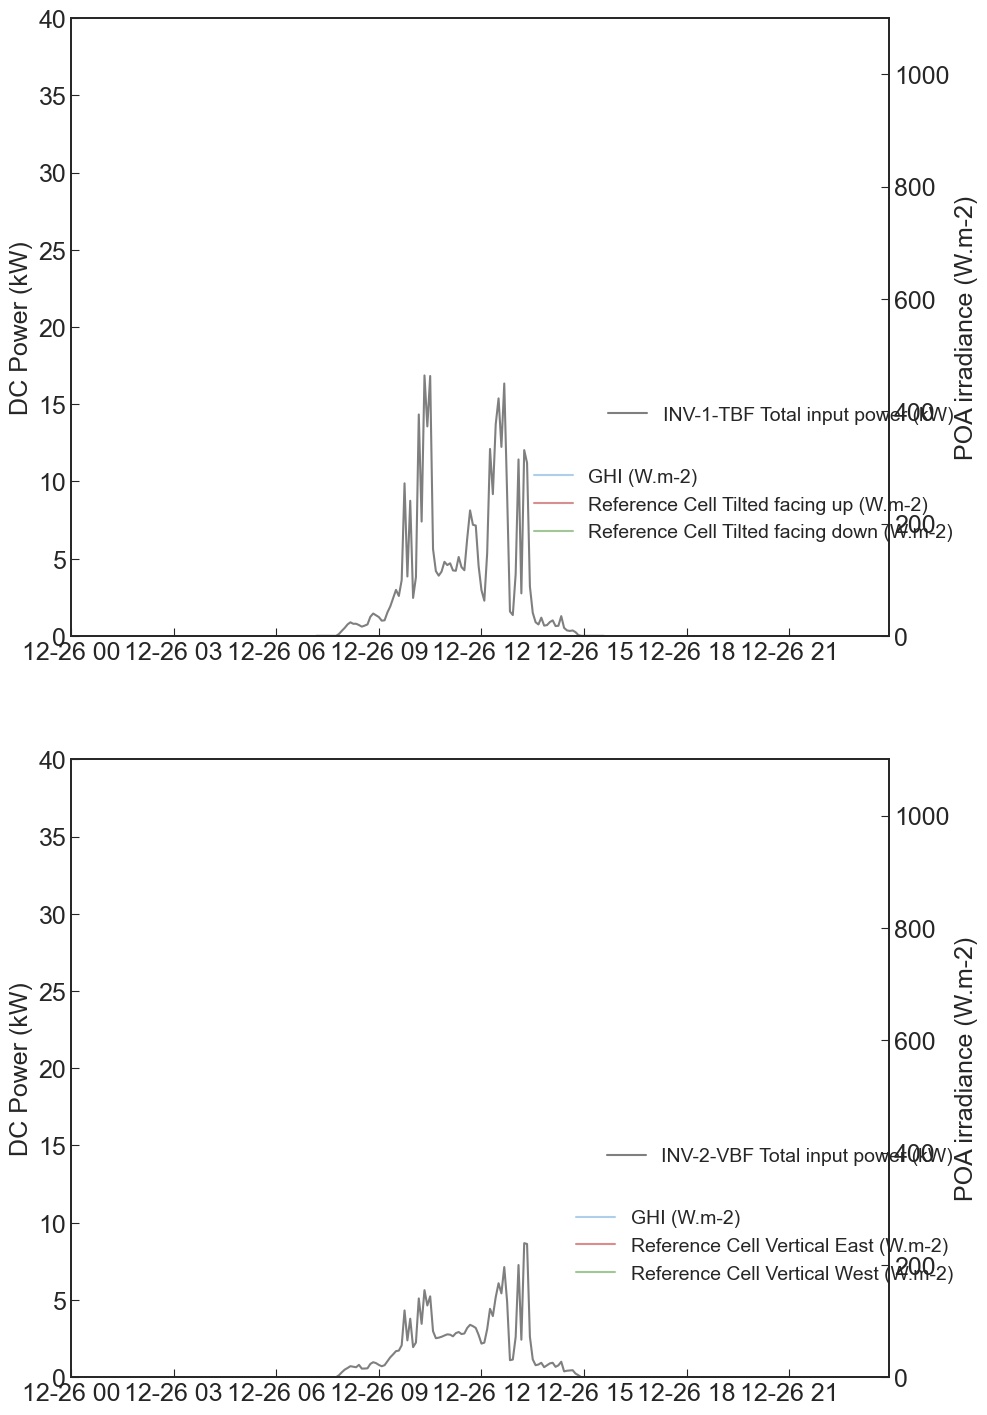 40
35
30
25
20
15
10
5
0
DC Power (kW)
1000
800
600
400
200
0
POA irradiance (W.m-2)
INV-1-TBF Total input power (kW)
GHI (W.m-2)
Reference Cell Tilted facing up (W.m-2)
Reference Cell Tilted facing down (W.m-2)
12-26 00 12-26 03 12-26 06 12-26 09 12-26 12 12-26 15 12-26 18 12-26 21
40
35
30
25
20
15
10
5
0
DC Power (kW)
1000
800
600
400
200
0
POA irradiance (W.m-2)
INV-2-VBF Total input power (kW)
GHI (W.m-2)
Reference Cell Vertical East (W.m-2)
Reference Cell Vertical West (W.m-2)
12-26 00 12-26 03 12-26 06 12-26 09 12-26 12 12-26 15 12-26 18 12-26 21